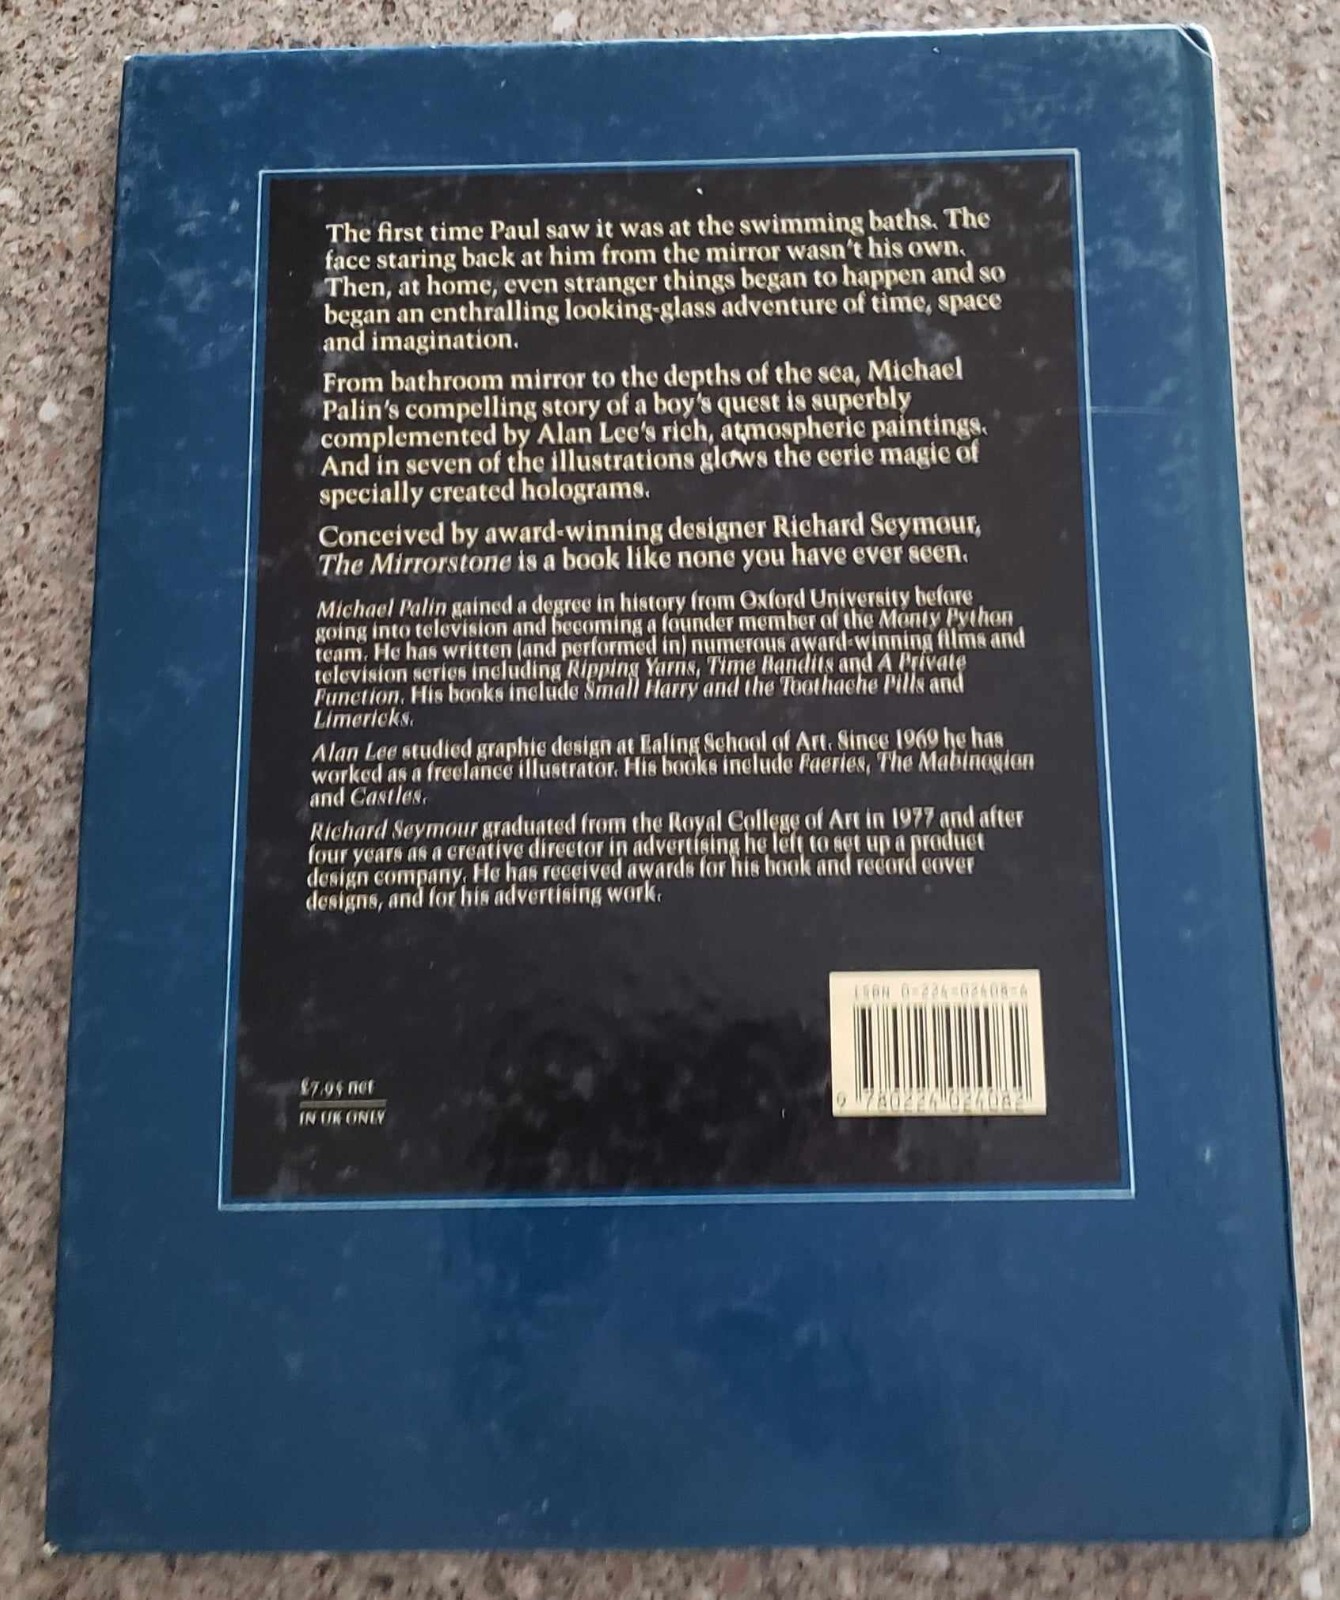 The first time Paul saw it was at the swimming baths. The
face staring back at him from the mirror wasn't his own.
Then, at home, even stranger things began to happen and so
began an enthralling looking-glass adventure of time, space
and imagination.
From bathroom mirror to the depths of the sea, Michael
Palin's compelling story of a boy's quest is superbly
complemented by Alan Lee's rich, atmospheric paintings.
And in seven of the illustrations glows the eerie magic of
specially created holograms.
Conceived by award-winning designer Richard Seymour,
The Mirrorstone is a book like none you have ever seen.
Michael Palin gained a degree in history from Oxford University before
going into television and becoming a founder member of the Monty Python
team. He has written (and performed in) numerous award-winning films and
television series including Ripping Yarns, Time Bandits and A Private
Function. His books include Small Harry and the Toothache Pills and
Limericks.
Alan Lee studied graphic design at Ealing School of Art. Since 1969 he has
worked as a freelance illustrator. His books include Faeries, The Mabinogion
and Castles.
Richard Seymour graduated from the Royal College of Art in 1977 and after
four years as a creative director in advertising he left to set up a product
design company. He has received awards for his book and record cover
designs, and for his advertising work.
ISBN 0-224-02408-6
9 780224 024082
£7.95 net
IN UK ONLY